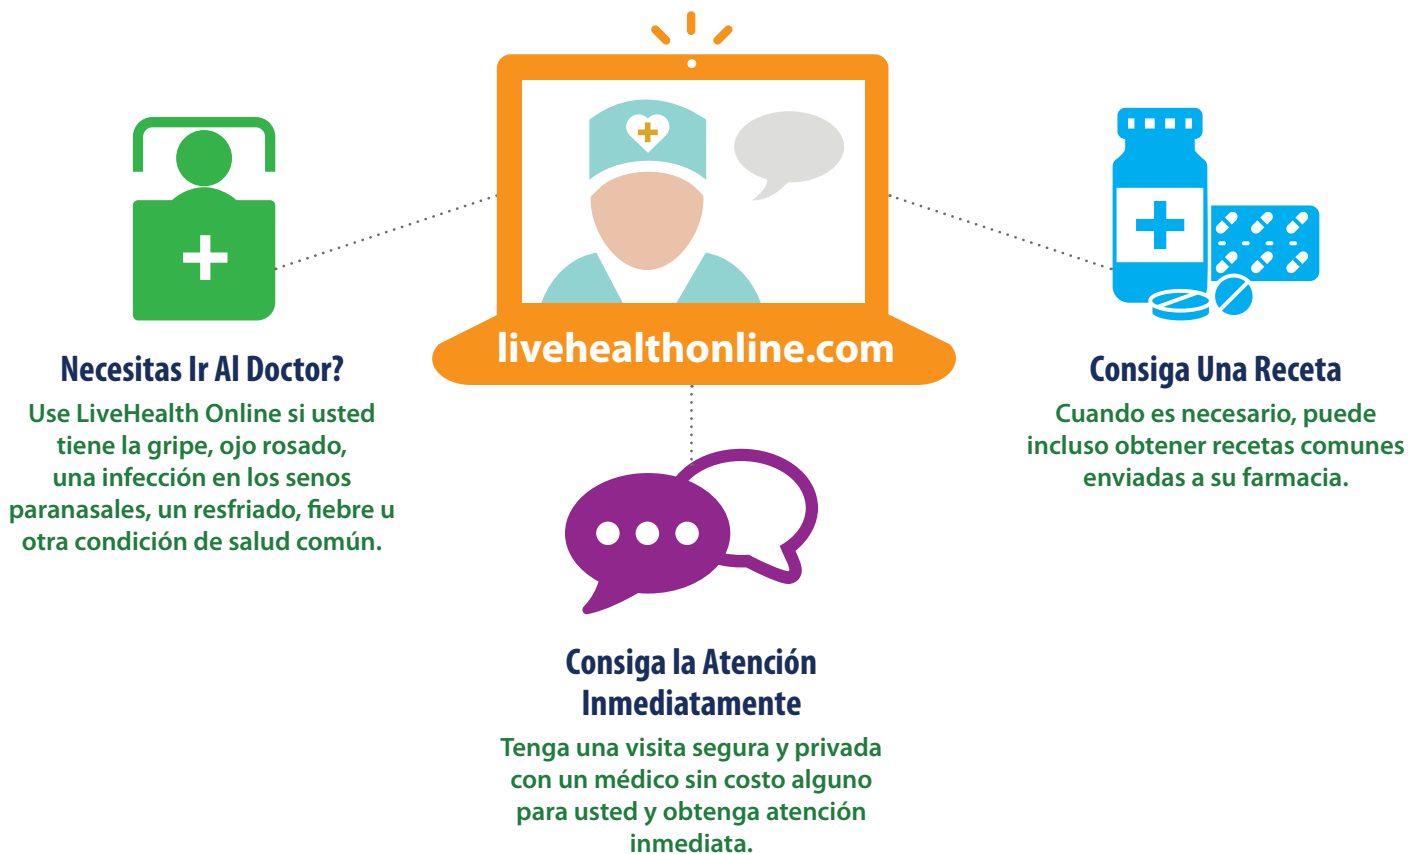 livehealthonline.com
Necesitas Ir Al Doctor?
Use LiveHealth Online si usted
tiene la gripe, ojo rosado,
una infección en los senos
paranasales, un resfriado, fiebre u
otra condición de salud común.
Consiga la Atención
Inmediatamente
Tenga una visita segura y privada
con un médico sin costo alguno
para usted y obtenga atención
inmediata.
Consiga Una Receta
Cuando es necesario, puede
incluso obtener recetas comunes
enviadas a su farmacia.